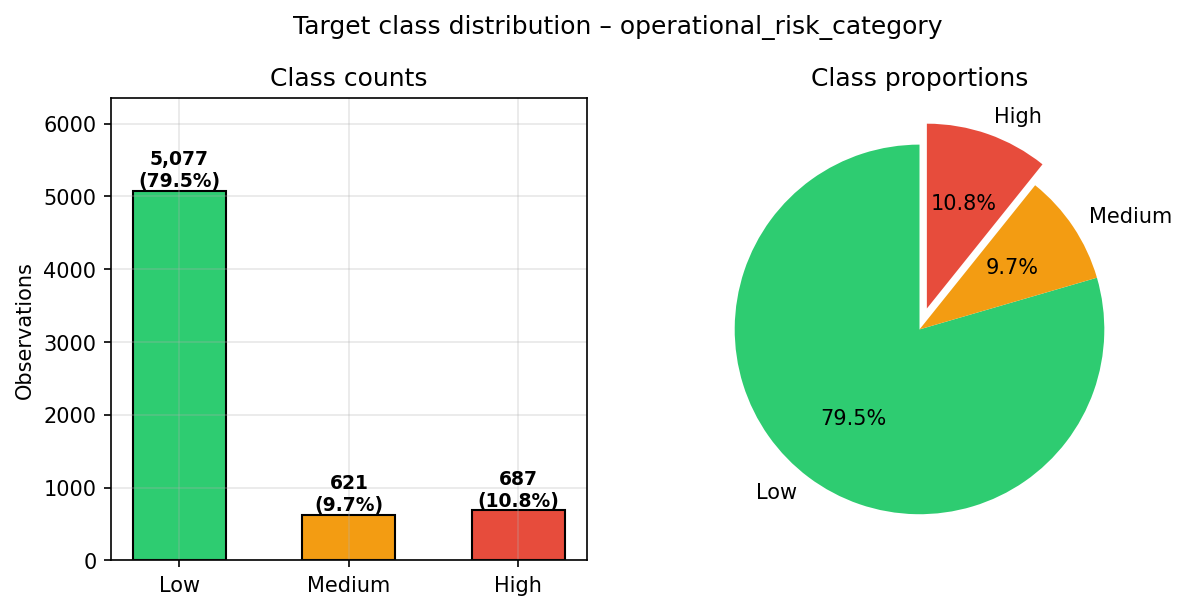 Target class distribution – operational_risk_category
Class counts
Observations
6000
5000
4000
3000
2000
1000
0
5,077
(79.5%)
621
(9.7%)
687
(10.8%)
Low
Medium
High
Class proportions
High
10.8%
Medium
9.7%
79.5%
Low